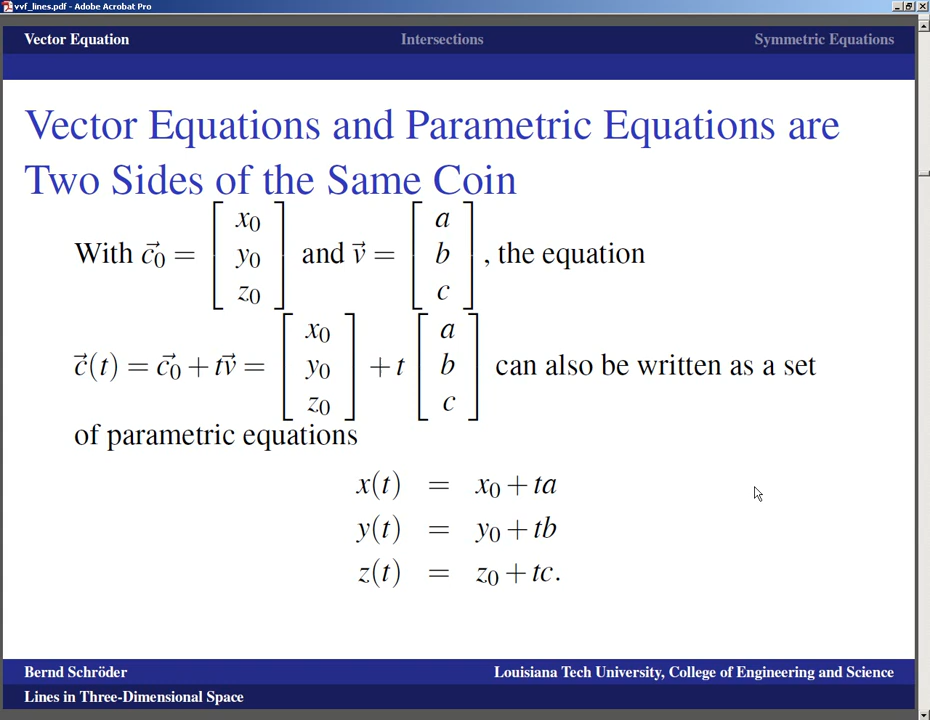 vvf_lines.pdf - Adobe Acrobat Pro
Vector Equation Intersections Symmetric Equations
Vector Equations and Parametric Equations are
Two Sides of the Same Coin
With c⃗₀ = [x₀ y₀ z₀] and v⃗ = [a b c], the equation
c⃗(t) = c⃗₀ + tv⃗ = [x₀ y₀ z₀] + t [a b c] can also be written as a set
of parametric equations
x(t) = x₀ + ta
y(t) = y₀ + tb
z(t) = z₀ + tc.
Bernd Schröder Louisiana Tech University, College of Engineering and Science
Lines in Three-Dimensional Space